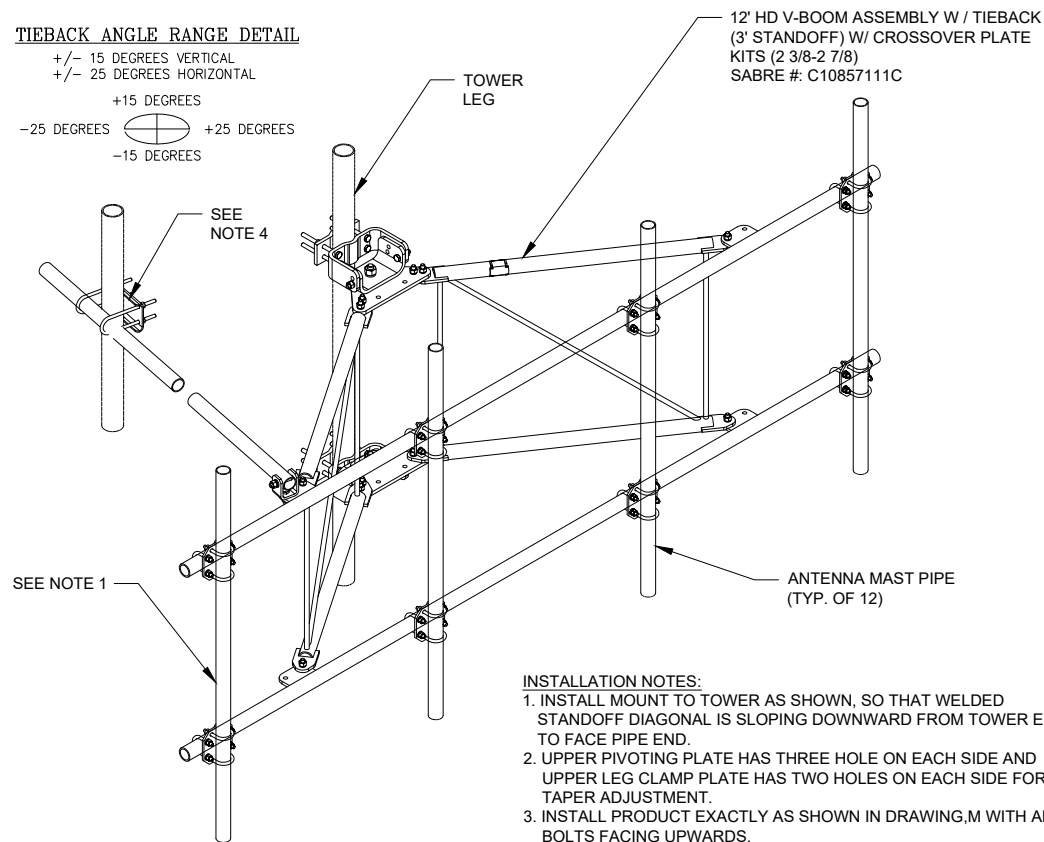 TIEBACK ANGLE RANGE DETAIL
+/- 15 DEGREES VERTICAL
+/- 25 DEGREES HORIZONTAL
+15 DEGREES
-25 DEGREES
+25 DEGREES
-15 DEGREES
12' HD V-BOOM ASSEMBLY W / TIEBACK
(3' STANDOFF) W/ CROSSOVER PLATE
KITS (2 3/8-2 7/8)
SABRE #: C10857111C
TOWER
LEG
SEE
NOTE 4
SEE NOTE 1
ANTENNA MAST PIPE
(TYP. OF 12)
INSTALLATION NOTES:
1. INSTALL MOUNT TO TOWER AS SHOWN, SO THAT WELDED
STANDOFF DIAGONAL IS SLOPING DOWNWARD FROM TOWER
TO FACE PIPE END.
2. UPPER PIVOTING PLATE HAS THREE HOLE ON EACH SIDE AND
UPPER LEG CLAMP PLATE HAS TWO HOLES ON EACH SIDE FOR
TAPER ADJUSTMENT.
3. INSTALL PRODUCT EXACTLY AS SHOWN IN DRAWING,M WITH
BOLTS FACING UPWARDS.